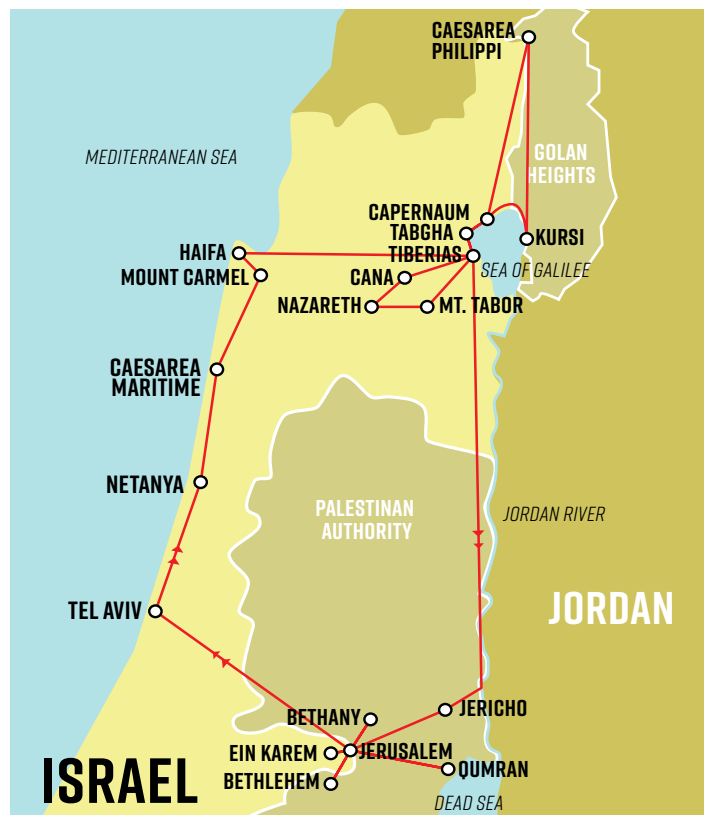 CAESAREA
PHILIPPI
MEDITERRANEAN SEA
GOLAN
HEIGHTS
CAPERNAUM
TABGHA
KURSI
HAIFA
TIBERIAS
SEA OF GALILEE
MOUNT CARMEL
CANA
NAZARETH
MT. TABOR
CAESAREA
MARITIME
NETANYA
PALESTINAN
AUTHORITY
JORDAN RIVER
TEL AVIV
JORDAN
JERICHO
BETHANY
EIN KAREM
JERUSALEM
QUMRAN
BETHLEHEM
ISRAEL
DEAD SEA